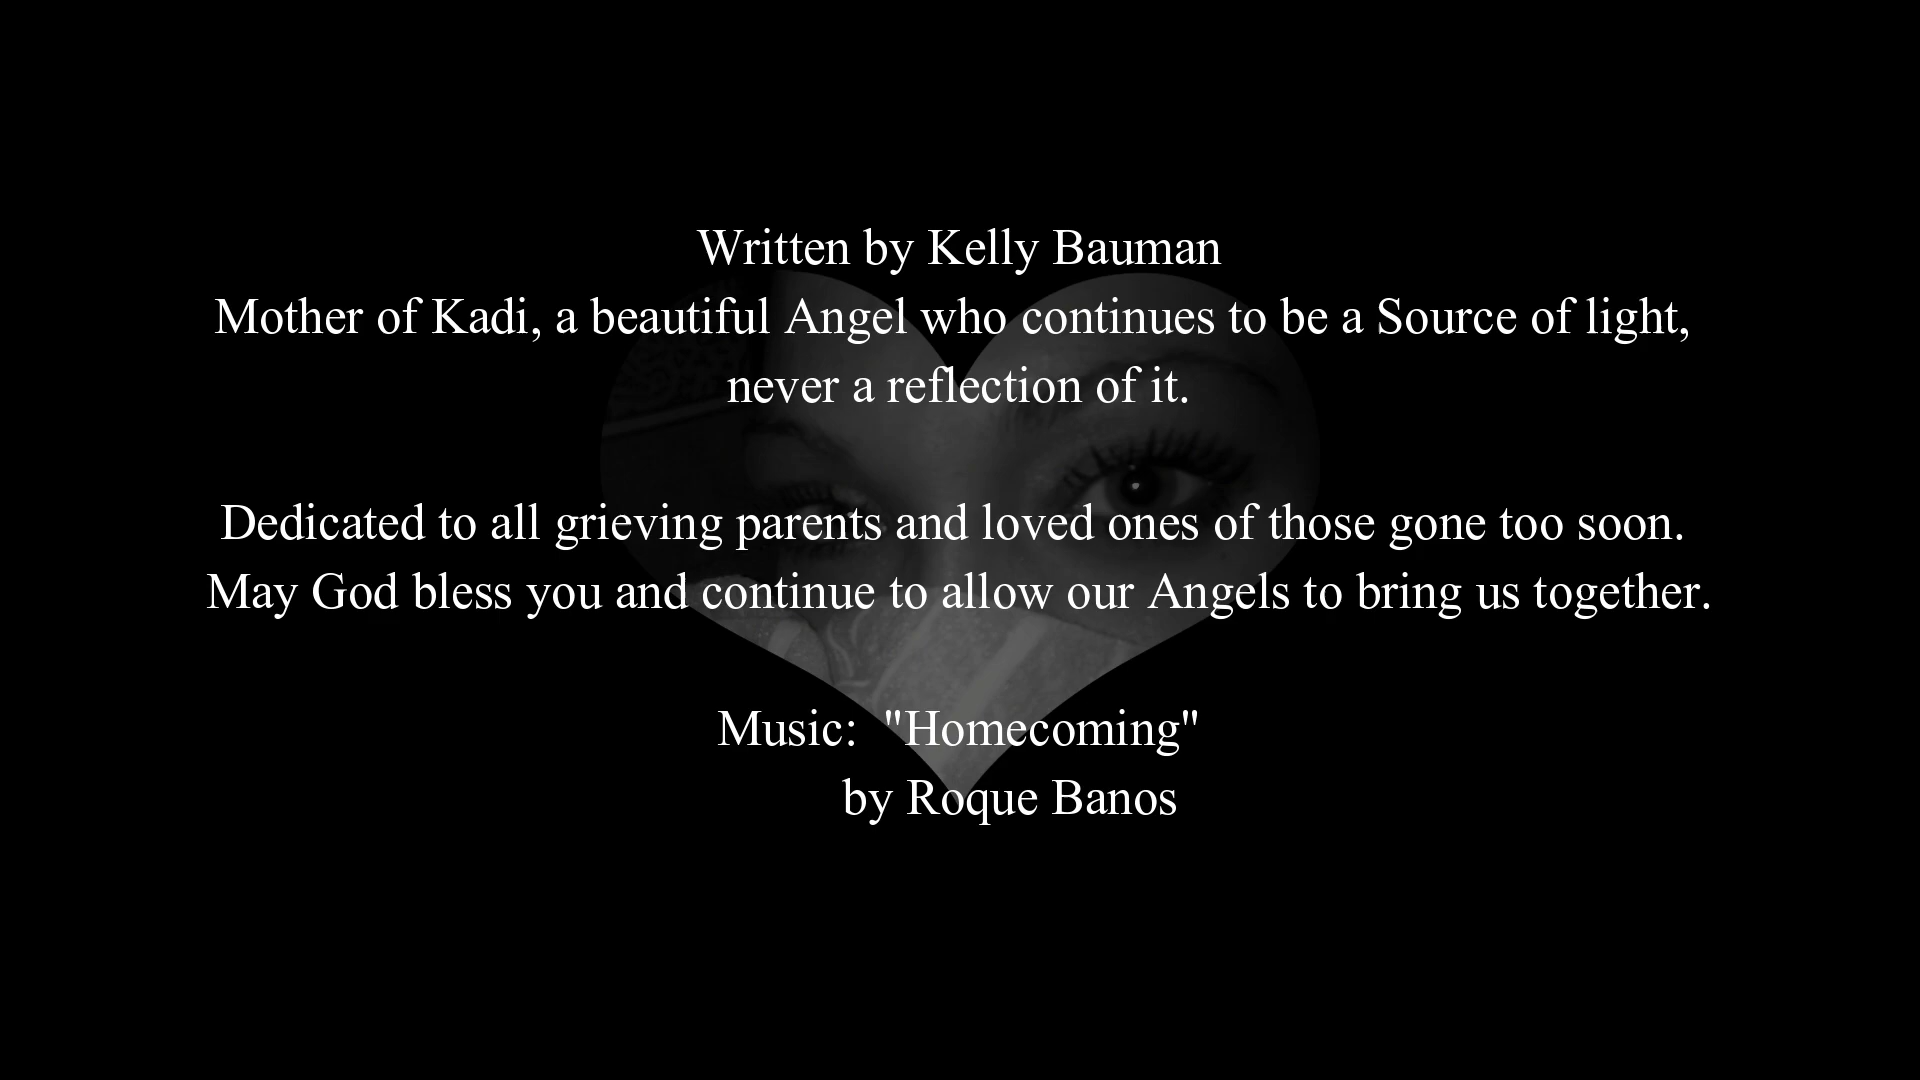 Written by Kelly Bauman
Mother of Kadi, a beautiful Angel who continues to be a Source of light,
never a reflection of it.
Dedicated to all grieving parents and loved ones of those gone too soon.
May God bless you and continue to allow our Angels to bring us together.
Music:  "Homecoming"
by Roque Banos